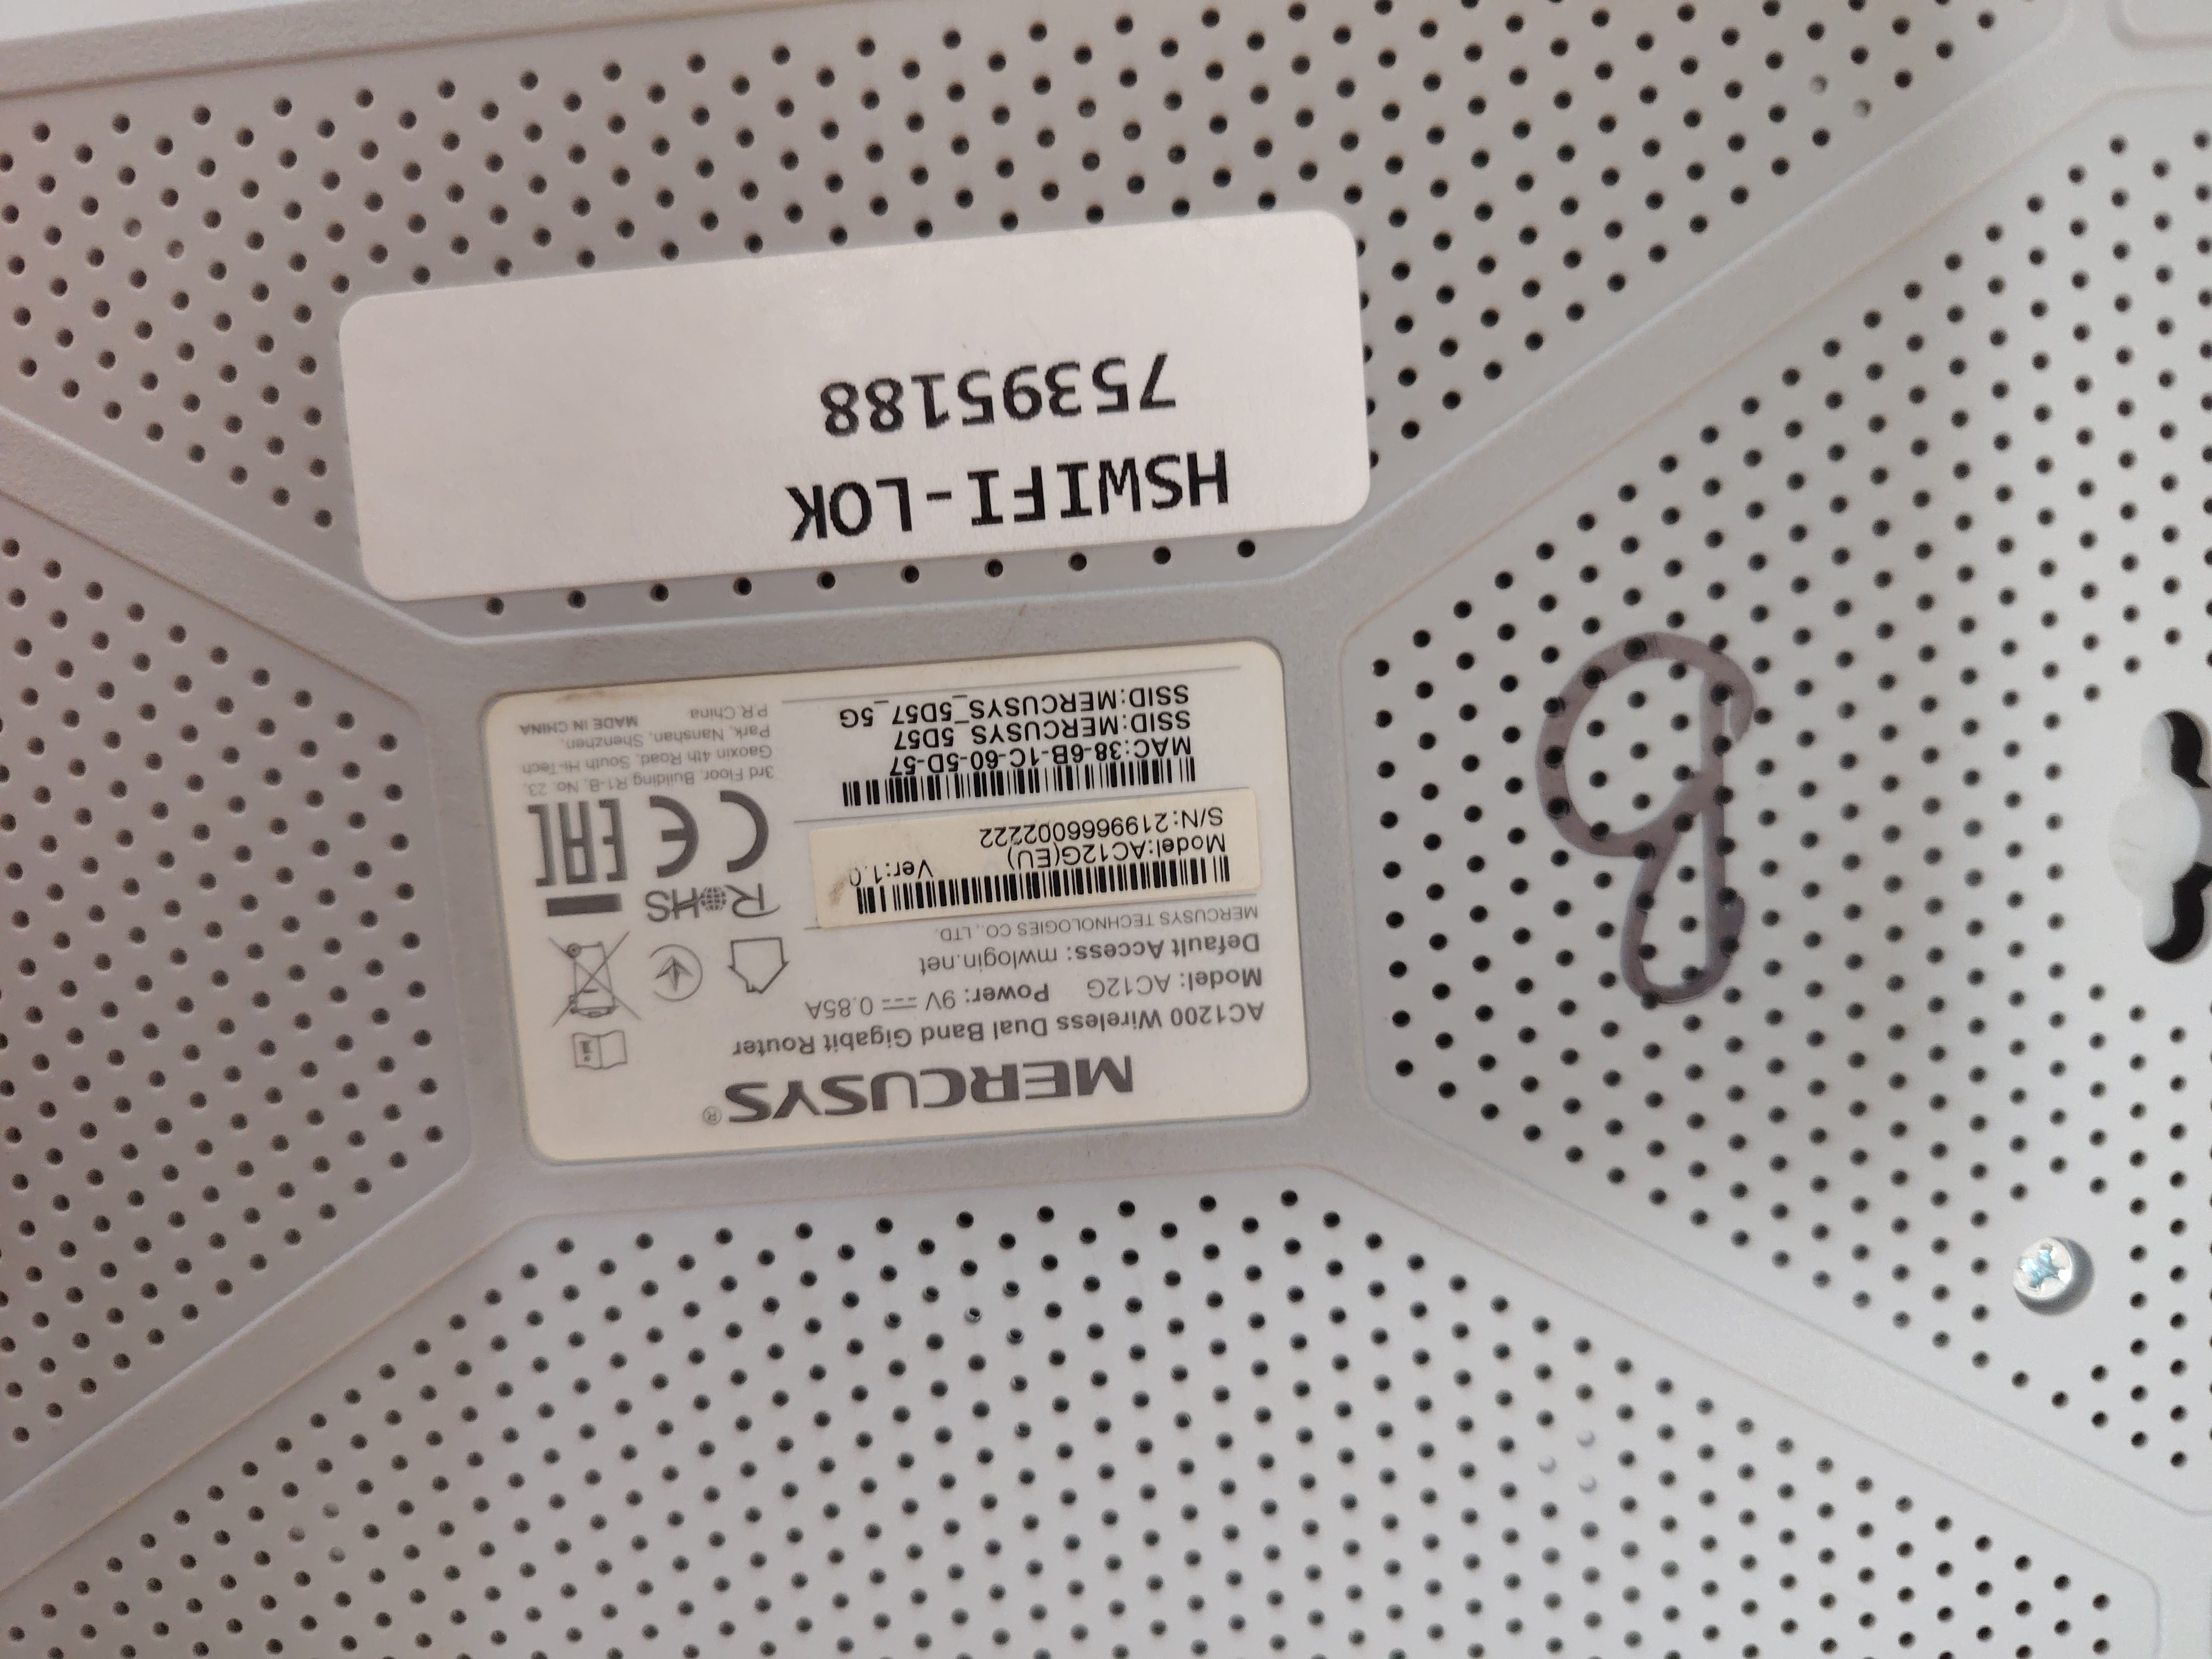 MERCUSYS®
AC1200 Wireless Dual Band Gigabit Router
Model: AC12G Power: 9V ⎓ 0.85A
Default Access: mwlogin.net
MERCUSYS TECHNOLOGIES CO., LTD.
Model:AC12G(EU) Ver:1.0
S/N:2199666002222
MAC:38-6B-1C-60-5D-57
SSID:MERCUSYS_5D57
SSID:MERCUSYS_5D57_5G
RoHS
CE EAC
3rd Floor, Building R1-B, No. 23,
Gaoxin 4th Road, South Hi-Tech
Park, Nanshan, Shenzhen,
P.R.China MADE IN CHINA
HSWIFI-LOK
75395188